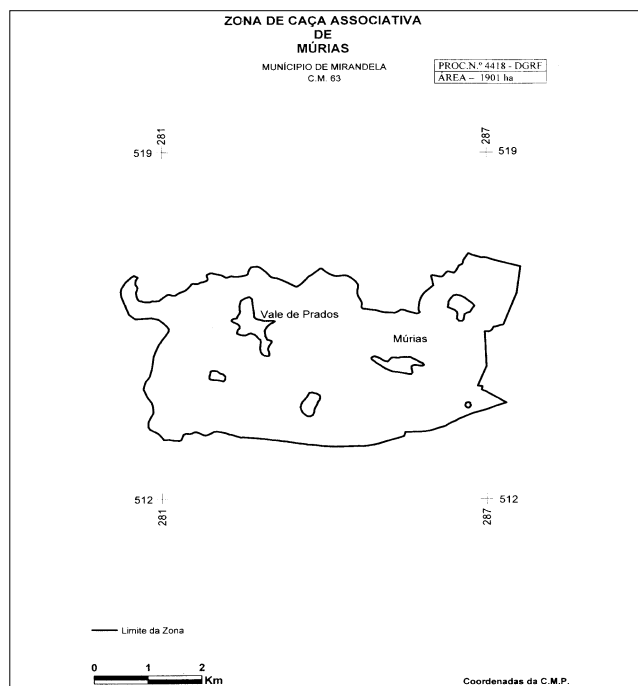 ZONA DE CAÇA ASSOCIATIVA
DE
MÚRIAS
MUNÍCIPIO DE MIRANDELA
C.M. 63
PROC.N.º 4418 - DGRF
ÁREA – 1901 ha
281
287
519
519
Vale de Prados
Múrias
512
512
281
287
Limite da Zona
0 1 2
Km
Coordenadas da C.M.P.